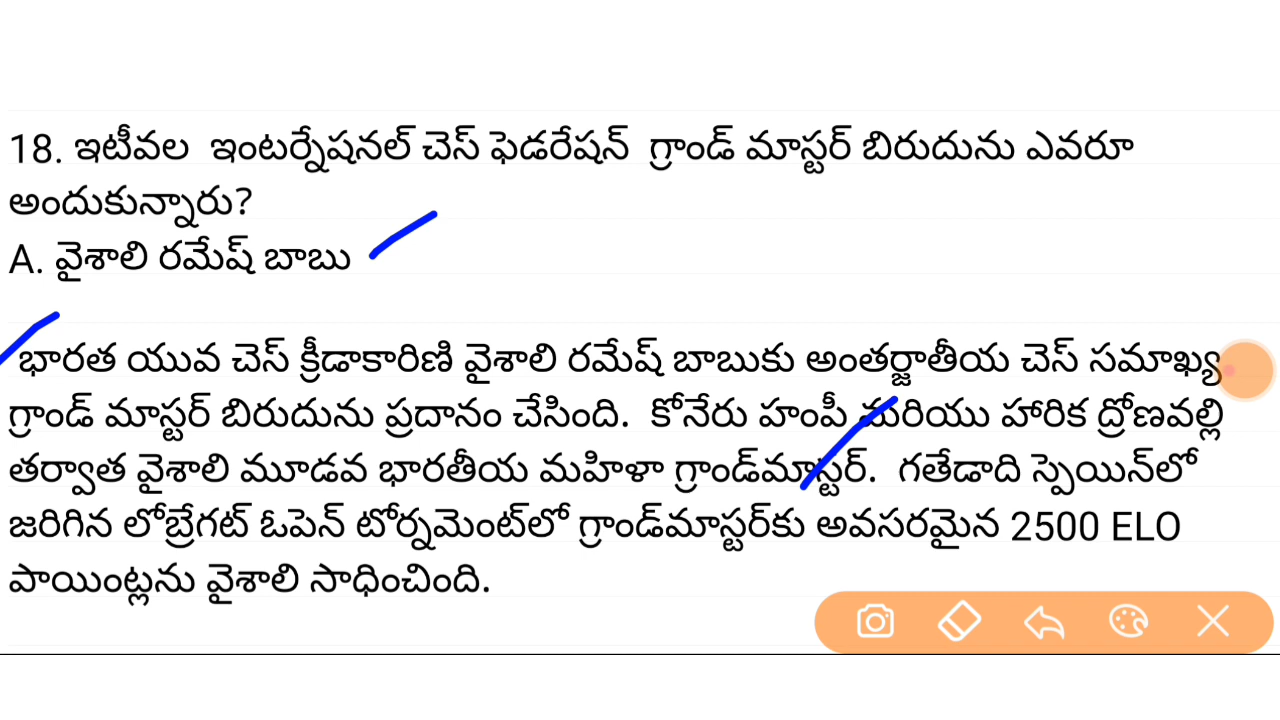 18. ఇటీవల ఇంటర్నేషనల్ చెస్ ఫెడరేషన్ గ్రాండ్ మాస్టర్ బిరుదును ఎవరూ
అందుకున్నారు?
A. వైశాలి రమేష్ బాబు
భారత యువ చెస్ క్రీడాకారిణి వైశాలి రమేష్ బాబుకు అంతర్జాతీయ చెస్ సమాఖ్య
గ్రాండ్ మాస్టర్ బిరుదును ప్రదానం చేసింది. కోనేరు హంపీ మరియు హారిక ద్రోణవల్లి
తర్వాత వైశాలి మూడవ భారతీయ మహిళా గ్రాండ్‌మాస్టర్. గతేడాది స్పెయిన్‌లో
జరిగిన లోబ్రేగట్ ఓపెన్ టోర్నమెంట్‌లో గ్రాండ్‌మాస్టర్‌కు అవసరమైన 2500 ELO
పాయింట్లను వైశాలి సాధించింది.